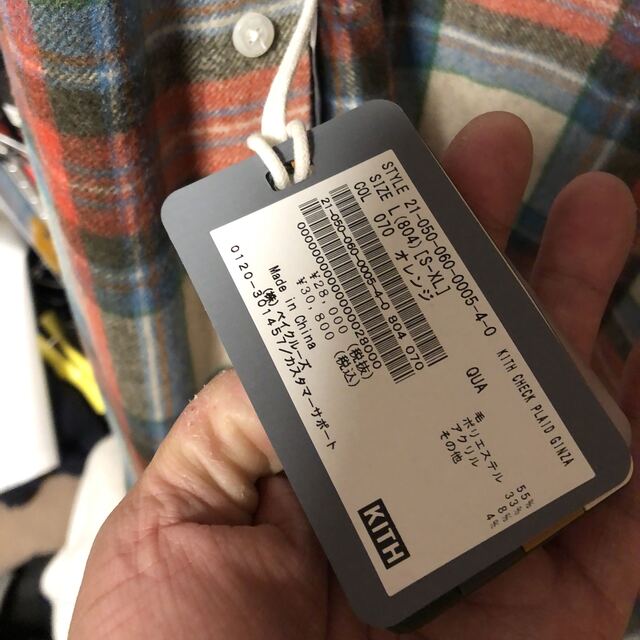 STYLE 21-050-060-0005-4-0 KITH CHECK PLAID GINZA
SIZE L(804)[S-XL]
COL 070 オレンジ QUA 毛 55%
ポリエステル 33%
アクリル 8%
その他 4%
21-050-060-0005-4-0 804 070
0000000000000028000
¥28,000 (税抜)
¥30,800 (税込)
Made in China
(株)ベイクルーズ
0120-301457/カスタマーサポート
KITH